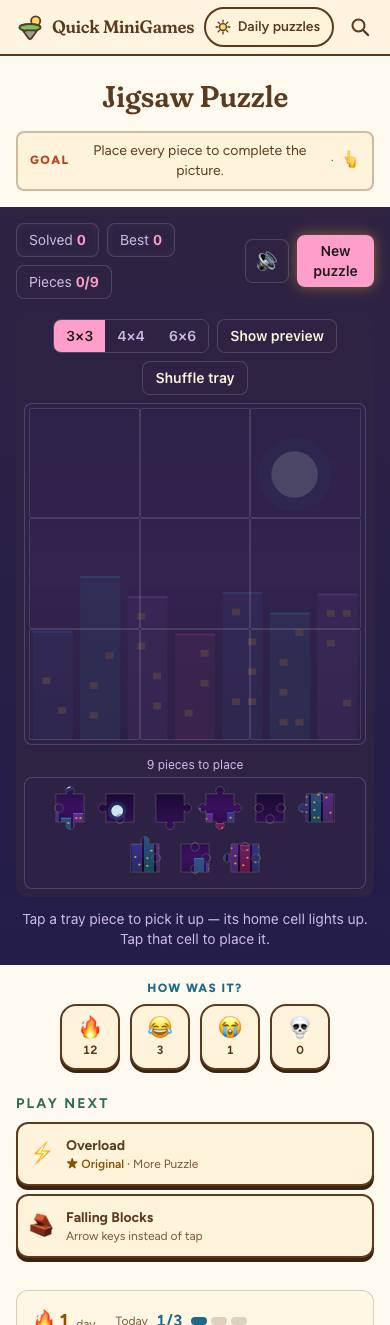 Quick MiniGames
Daily puzzles
Jigsaw Puzzle
GOAL
Place every piece to complete the
picture.
Solved 0
Best 0
Pieces 0/9
New
puzzle
3×3
4×4
6×6
Show preview
Shuffle tray
9 pieces to place
Tap a tray piece to pick it up — its home cell lights up.
Tap that cell to place it.
HOW WAS IT?
12
3
1
0
PLAY NEXT
Overload
Original · More Puzzle
Falling Blocks
Arrow keys instead of tap
1 day
Today 1/3